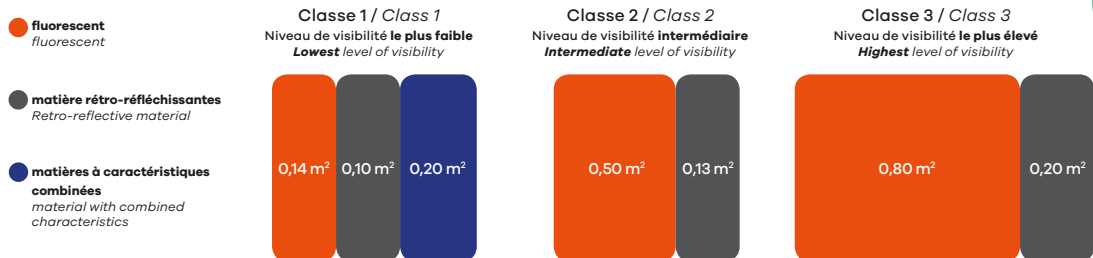 fluorescent
fluorescent
matière rétro-réfléchissantes
Retro-reflective material
matières à caractéristiques
combinées
material with combined
characteristics
Classe 1 / Class 1
Niveau de visibilité le plus faible
Lowest level of visibility
0,14 m²
0,10 m²
0,20 m²
Classe 2 / Class 2
Niveau de visibilité intermédiaire
Intermediate level of visibility
0,50 m²
0,13 m²
Classe 3 / Class 3
Niveau de visibilité le plus élevé
Highest level of visibility
0,80 m²
0,20 m²